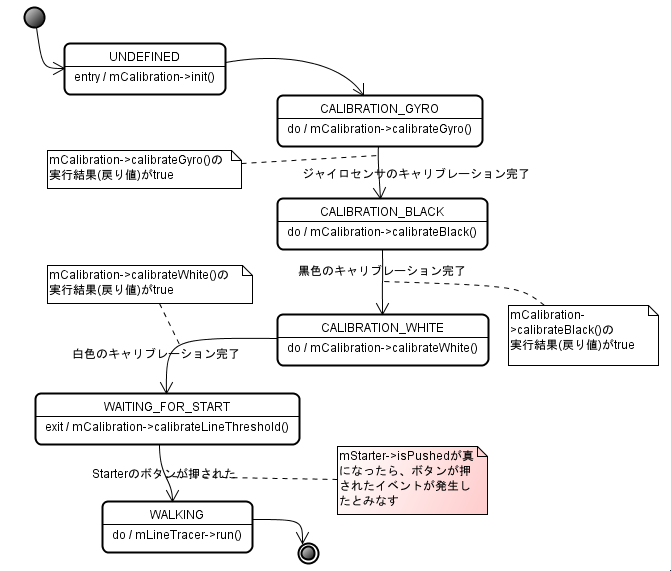 UNDEFINED
entry / mCalibration->init()
CALIBRATION_GYRO
do / mCalibration->calibrateGyro()
mCalibration->calibrateGyro()の
実行結果(戻り値)がtrue
ジャイロセンサのキャリブレーション完了
CALIBRATION_BLACK
do / mCalibration->calibrateBlack()
黒色のキャリブレーション完了
mCalibration->calibrateWhite()の
実行結果(戻り値)がtrue
mCalibration-
>calibrateBlack()の
実行結果(戻り値)がtrue
CALIBRATION_WHITE
do / mCalibration->calibrateWhite()
白色のキャリブレーション完了
WAITING_FOR_START
exit / mCalibration->calibrateLineThreshold()
Starterのボタンが押された
mStarter->isPushedが真
になったら、ボタンが押
されたイベントが発生し
たとみなす
WALKING
do / mLineTracer->run()